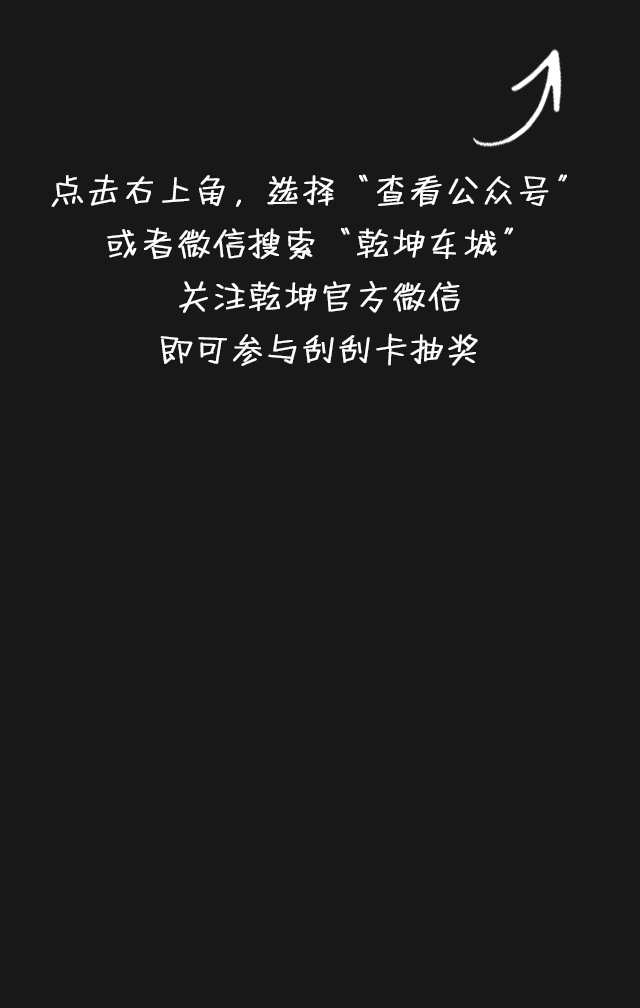 点击右上角，选择“查看公众号”
或者微信搜索“乾坤车城”
关注乾坤官方微信
即可参与刮刮卡抽奖